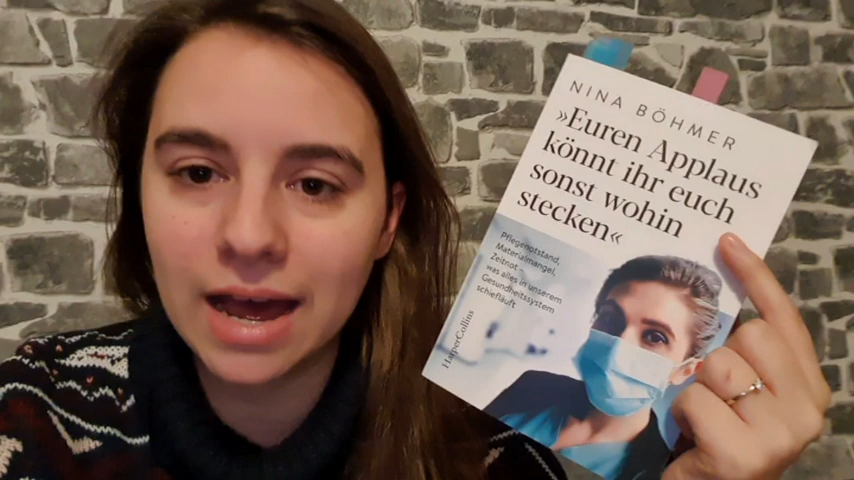 NINA BÖHMER
»Euren Applaus
könnt ihr euch
sonst wohin
stecken«
Pflegenotstand,
Materialmangel,
Zeitnot –
was alles in unserem
Gesundheitssystem
schiefläuft
HarperCollins